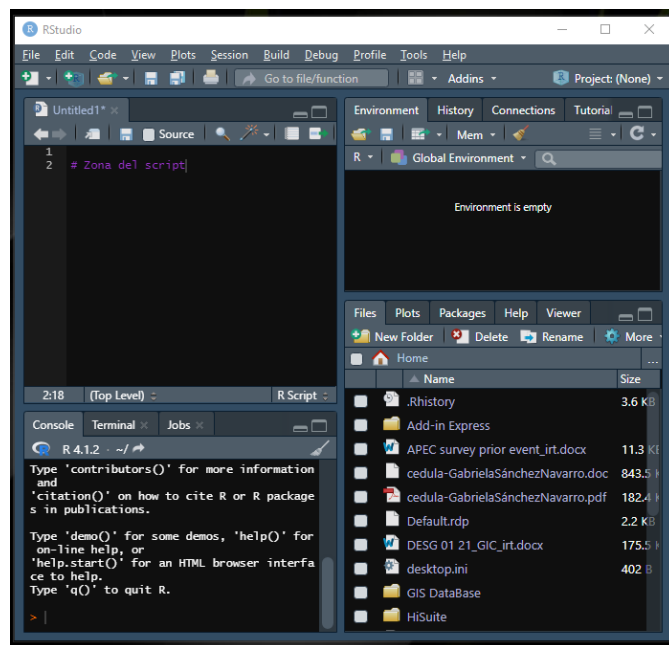 RStudio
File Edit Code View Plots Session Build Debug Profile Tools Help
Go to file/function Addins Project: (None)
Untitled1*
Source
1
2 # Zona del script
2:18 (Top Level) R Script
Console Terminal Jobs
R 4.1.2 · ~/
Type 'contributors()' for more information
and
'citation()' on how to cite R or R package
s in publications.
Type 'demo()' for some demos, 'help()' for
on-line help, or
'help.start()' for an HTML browser interfa
ce to help.
Type 'q()' to quit R.
>
Environment History Connections Tutorial
Mem
R Global Environment
Environment is empty
Files Plots Packages Help Viewer
New Folder Delete Rename More
Home ...
Name Size
.Rhistory 3.6 KB
Add-in Express
APEC survey prior event_irt.docx 11.3 KE
cedula-GabrielaSánchezNavarro.doc 843.5
cedula-GabrielaSánchezNavarro.pdf 182.4
Default.rdp 2.2 KB
DESG 01 21_GIC_irt.docx 175.5
desktop.ini 402 B
GIS DataBase
HiSuite